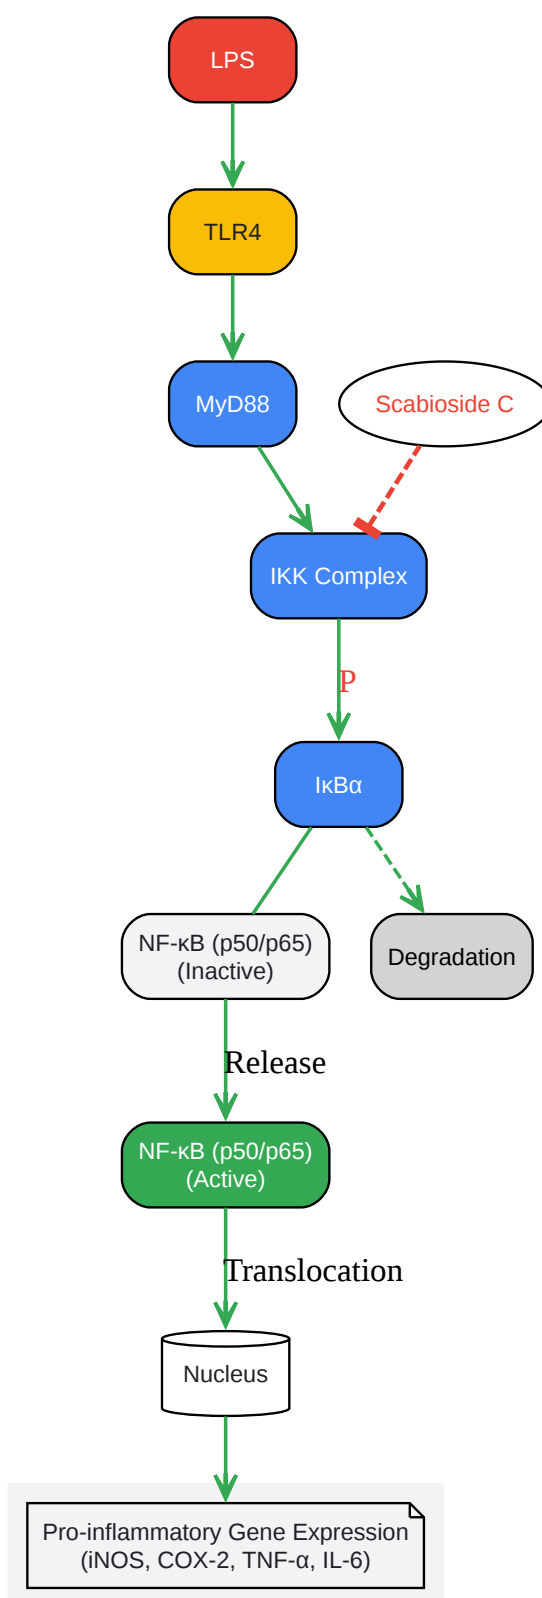 LPS
TLR4
MyD88
Scabioside C
IKK Complex
P
IκBα
NF-κB (p50/p65)
(Inactive)
Degradation
Release
NF-κB (p50/p65)
(Active)
Translocation
Nucleus
Pro-inflammatory Gene Expression
(iNOS, COX-2, TNF-α, IL-6)